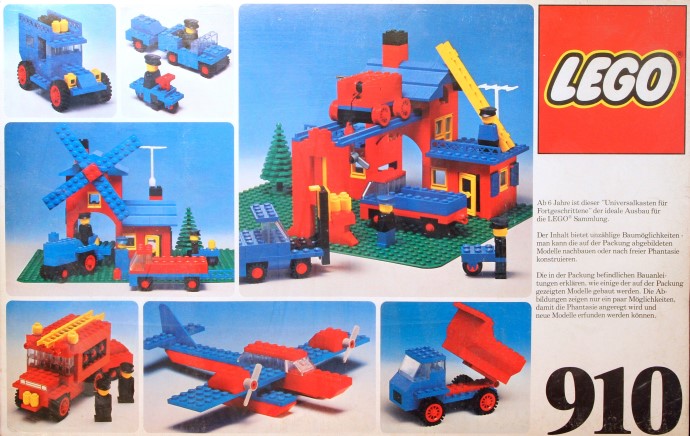 LEGO
Ab 6 Jahre ist dieser "Universalkasten für
Fortgeschrittene" der ideale Ausbau für
die LEGO® Sammlung.
Der Inhalt bietet unzählige Baumöglichkeiten -
man kann die auf der Packung abgebildeten
Modelle nachbauen oder nach freier Phantasie
konstruieren.
Die in der Packung befindlichen Bauanlei-
tungen erklären, wie einige der auf der Packung
gezeigten Modelle gebaut werden. Die Ab-
bildungen zeigen nur ein paar Möglichkeiten,
damit die Phantasie angeregt wird und
neue Modelle erfunden werden können.
910